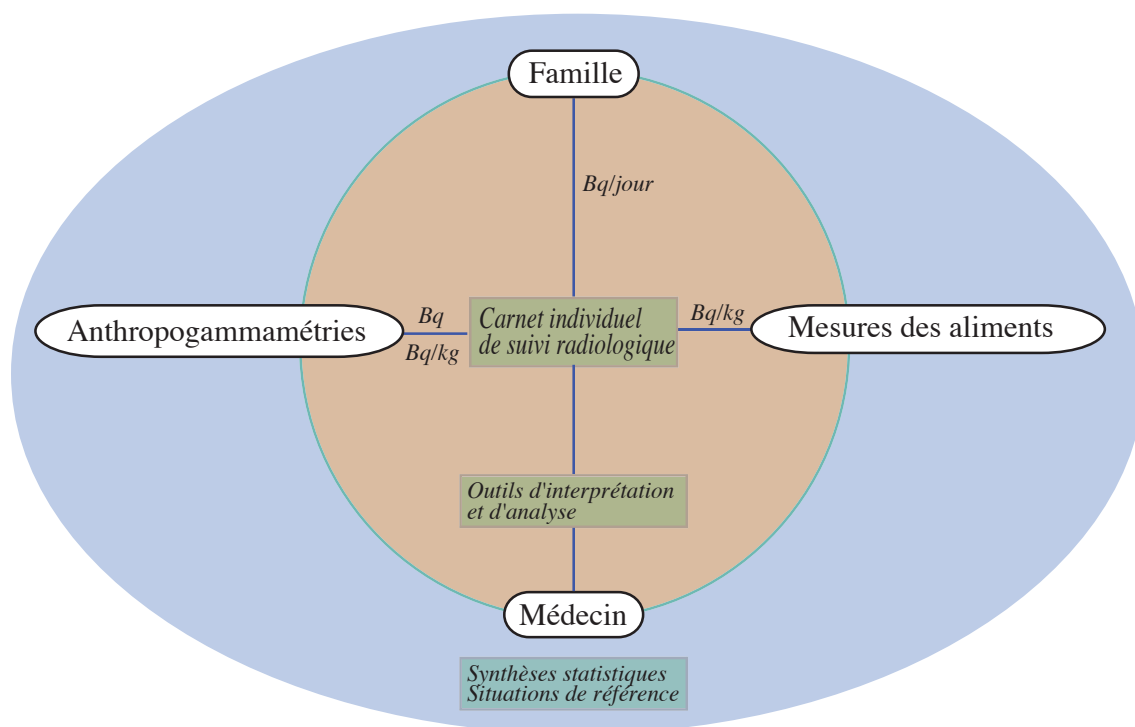 Famille
Bq/jour
Anthropogammamétries
Bq
Bq/kg
Carnet individuel
de suivi radiologique
Bq/kg
Mesures des aliments
Outils d'interprétation
et d'analyse
Médecin
Synthèses statistiques
Situations de référence